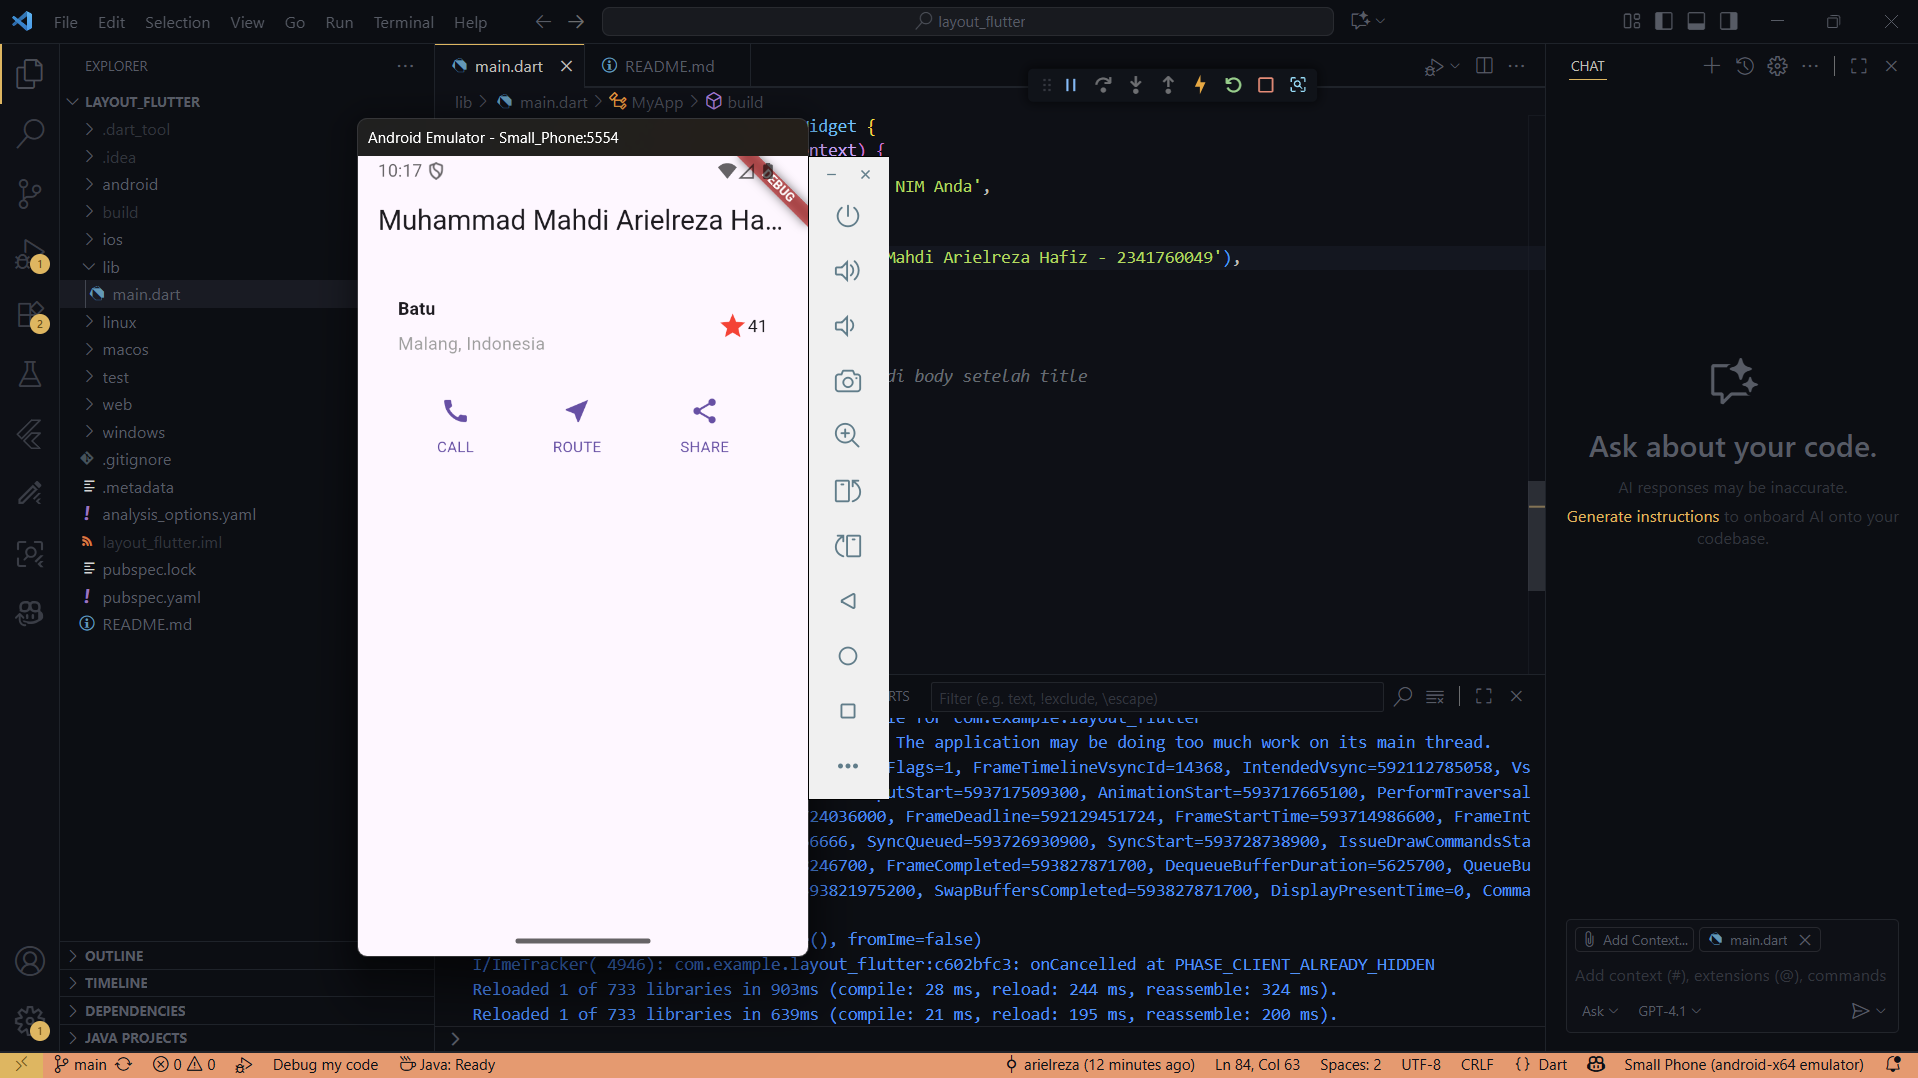 File Edit Selection View Go Run Terminal Help
layout_flutter
EXPLORER
LAYOUT_FLUTTER
.dart_tool
.idea
android
build
ios
lib
main.dart
linux
macos
test
web
windows
.gitignore
.metadata
analysis_options.yaml
layout_flutter.iml
pubspec.lock
pubspec.yaml
README.md
OUTLINE
TIMELINE
DEPENDENCIES
JAVA PROJECTS
1
2
1
main.dart
README.md
lib > main.dart > MyApp > build
idget {
ntext) {
NIM Anda',
Mahdi Arielreza Hafiz - 2341760049'),
di body setelah title
Android Emulator - Small_Phone:5554
10:17
DEBUG
Muhammad Mahdi Arielreza Ha...
Batu
41
Malang, Indonesia
CALL
ROUTE
SHARE
RTS
Filter (e.g. text, !exclude, \escape)
le for com.example.layout_flutter
The application may be doing too much work on its main thread.
Flags=1, FrameTimelineVsyncId=14368, IntendedVsync=592112785058, Vs
utStart=593717509300, AnimationStart=593717665100, PerformTraversal
24036000, FrameDeadline=592129451724, FrameStartTime=593714986600, FrameInt
6666, SyncQueued=593726930900, SyncStart=593728738900, IssueDrawCommandsSta
246700, FrameCompleted=593827871700, DequeueBufferDuration=5625700, QueueBu
93821975200, SwapBuffersCompleted=593827871700, DisplayPresentTime=0, Comma
(), fromIme=false)
I/ImeTracker( 4946): com.example.layout_flutter:c602bfc3: onCancelled at PHASE_CLIENT_ALREADY_HIDDEN
Reloaded 1 of 733 libraries in 903ms (compile: 28 ms, reload: 244 ms, reassemble: 324 ms).
Reloaded 1 of 733 libraries in 639ms (compile: 21 ms, reload: 195 ms, reassemble: 200 ms).
CHAT
Ask about your code.
AI responses may be inaccurate.
Generate instructions to onboard AI onto your
codebase.
Add Context...
main.dart
Add context (#), extensions (@), commands
Ask
GPT-4.1
main
0
0
Debug my code
Java: Ready
arielreza (12 minutes ago)
Ln 84, Col 63
Spaces: 2
UTF-8
CRLF
{} Dart
Small Phone (android-x64 emulator)